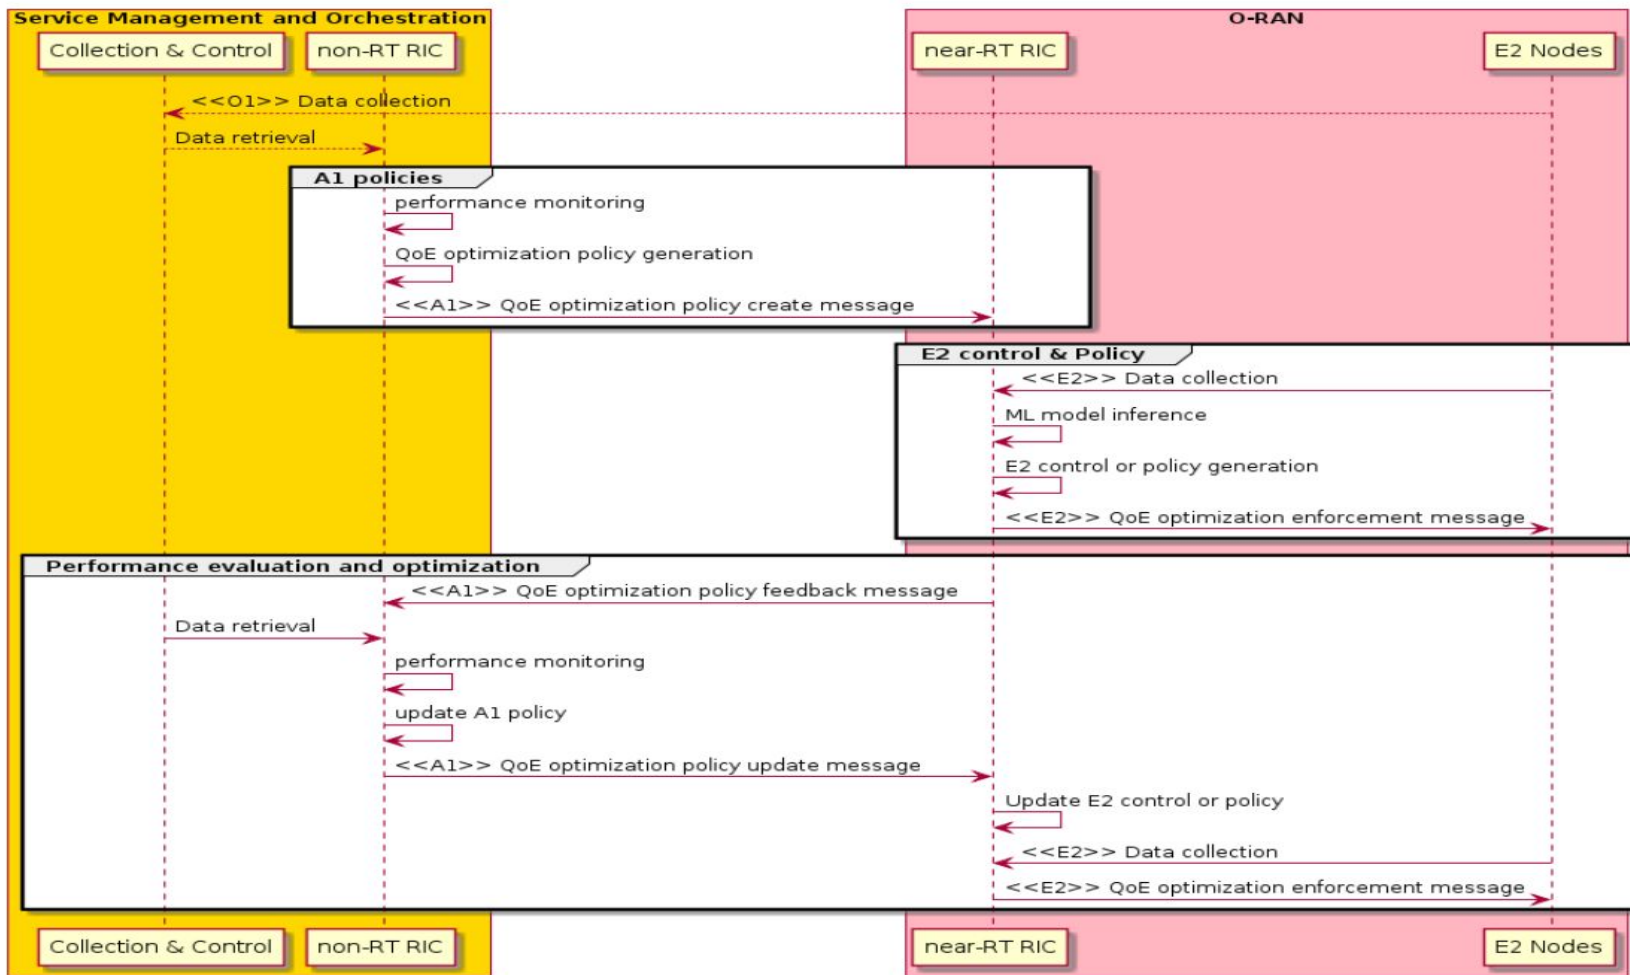 Service Management and Orchestration
O-RAN
Collection & Control
non-RT RIC
near-RT RIC
E2 Nodes
<<O1>> Data collection
Data retrieval
A1 policies
performance monitoring
QoE optimization policy generation
<<A1>> QoE optimization policy create message
E2 control & Policy
<<E2>> Data collection
ML model inference
E2 control or policy generation
<<E2>> QoE optimization enforcement message
Performance evaluation and optimization
<<A1>> QoE optimization policy feedback message
Data retrieval
performance monitoring
update A1 policy
<<A1>> QoE optimization policy update message
Update E2 control or policy
<<E2>> Data collection
<<E2>> QoE optimization enforcement message
Collection & Control
non-RT RIC
near-RT RIC
E2 Nodes